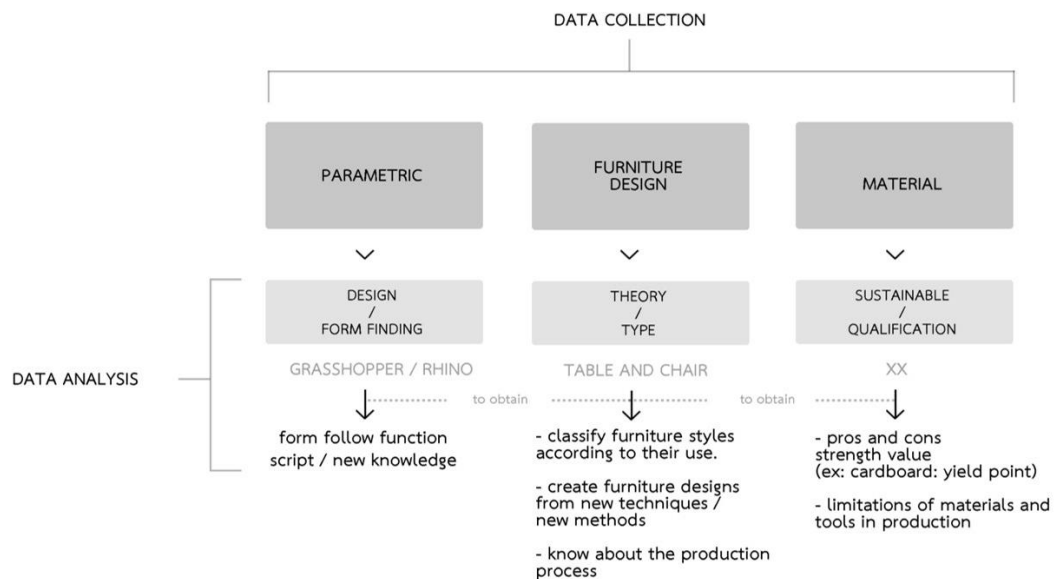 DATA COLLECTION
PARAMETRIC
FURNITURE
DESIGN
MATERIAL
DESIGN
/
FORM FINDING
THEORY
/
TYPE
SUSTAINABLE
/
QUALIFICATION
DATA ANALYSIS
GRASSHOPPER / RHINO
TABLE AND CHAIR
XX
to obtain
to obtain
form follow function
script / new knowledge
- classify furniture styles
according to their use.
- create furniture designs
from new techniques /
new methods
- know about the production
process
- pros and cons
strength value
(ex: cardboard: yield point)
- limitations of materials and
tools in production